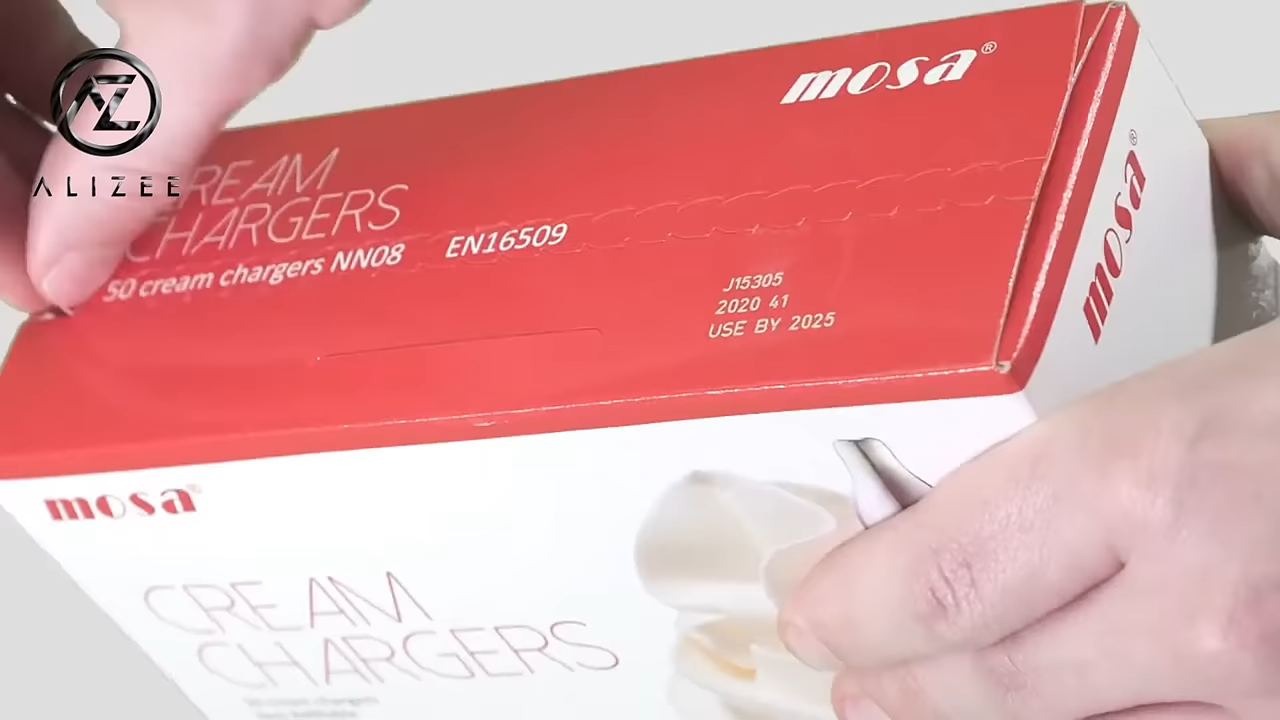 ALIZEE
mosa®
CREAM
CHARGERS
50 cream chargers NN08 EN16509
J15305
2020 41
USE BY 2025
mosa®
mosa®
CREAM
CHARGERS